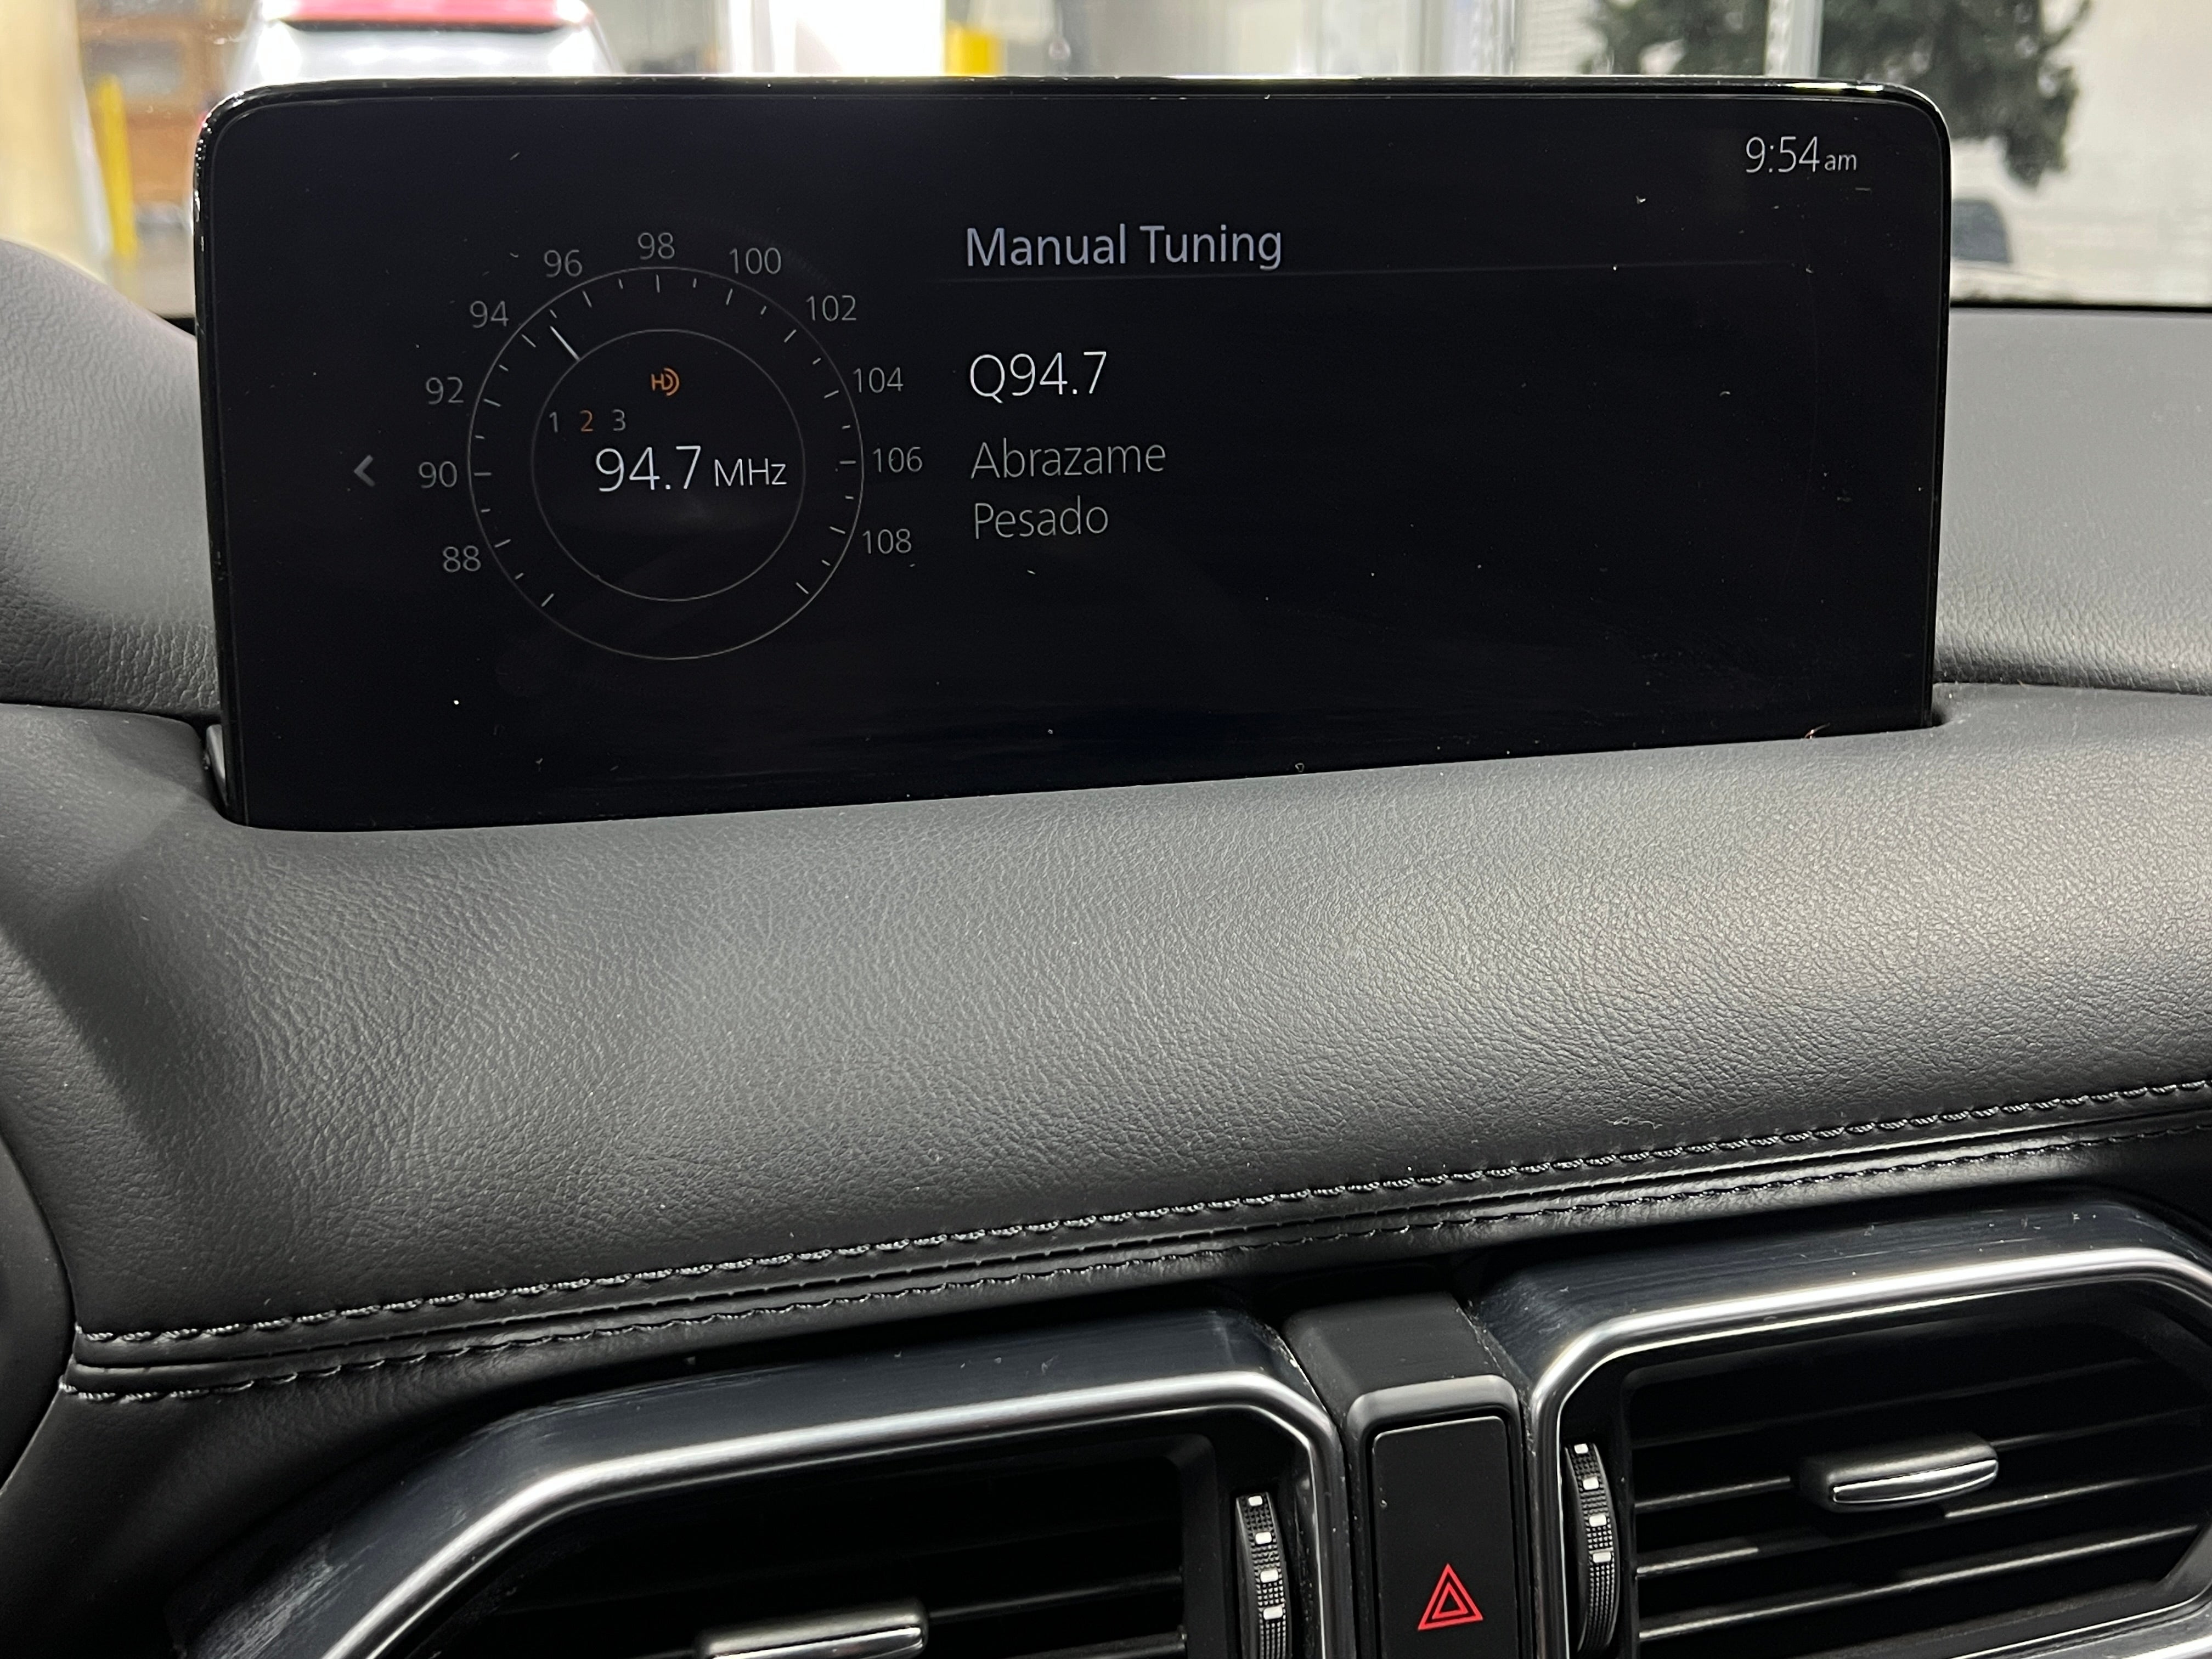 9:54am
Manual Tuning
88
90
92
94
96
98
100
102
104
106
108
HD
1 2 3
94.7 MHz
Q94.7
Abrazame
Pesado